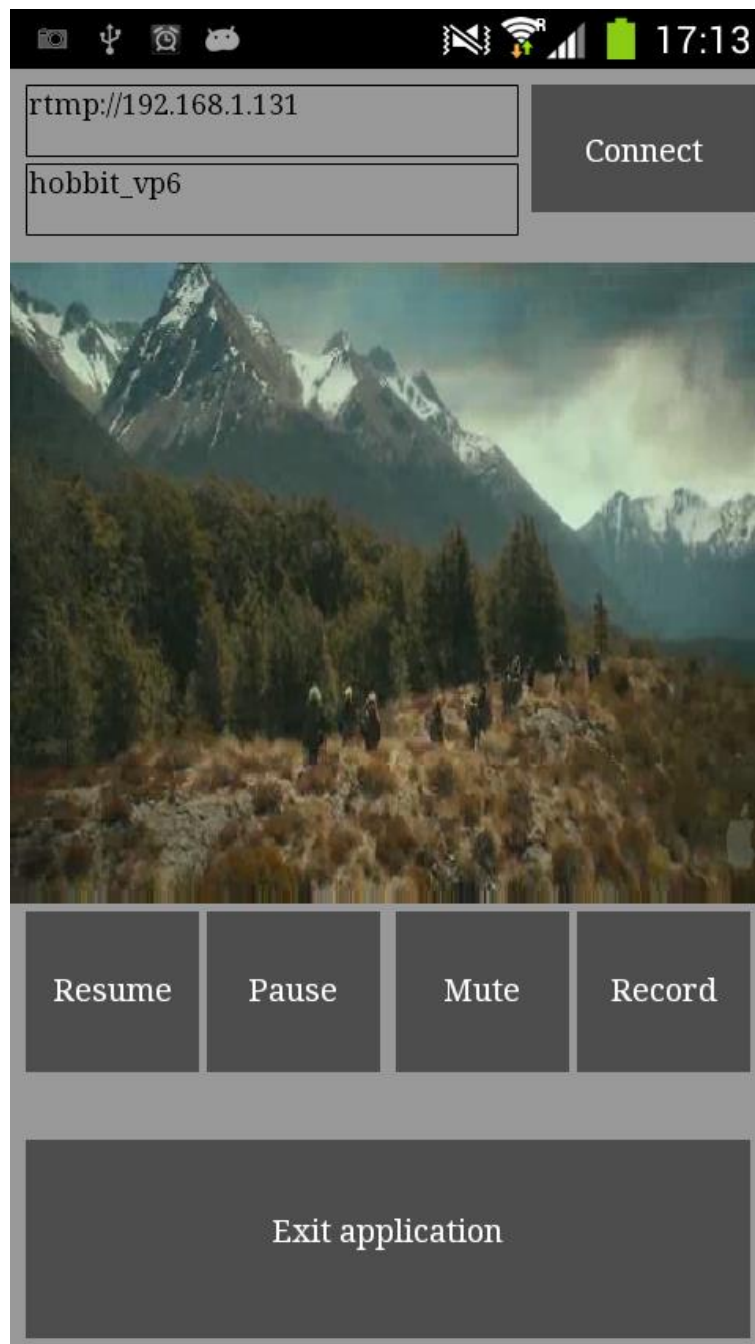 R
17:13
rtmp://192.168.1.131
Connect
hobbit_vp6
Resume
Pause
Mute
Record
Exit application